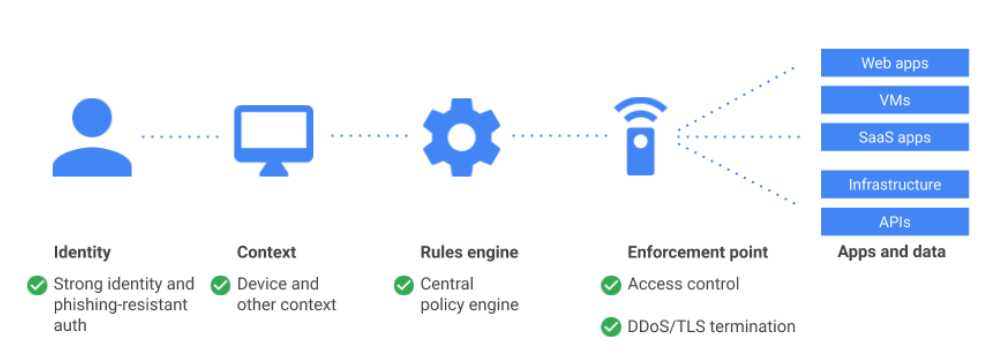 Web apps
VMs
SaaS apps
Infrastructure
APIs
Identity
Strong identity and
phishing-resistant
auth
Context
Device and
other context
Rules engine
Central
policy engine
Enforcement point
Access control
DDoS/TLS termination
Apps and data